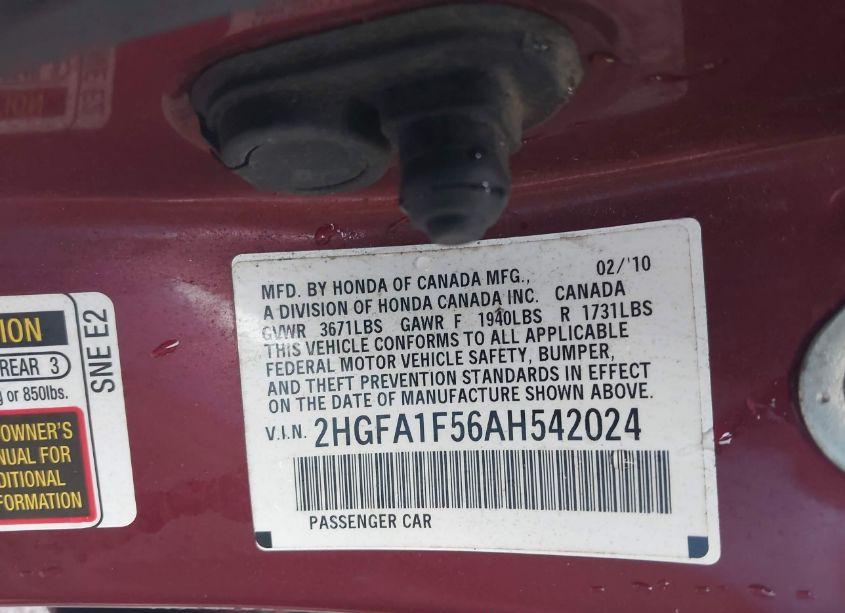 MFD. BY HONDA OF CANADA MFG., 02/'10
A DIVISION OF HONDA CANADA INC. CANADA
GVWR 3671LBS GAWR F 1940LBS R 1731LBS
THIS VEHICLE CONFORMS TO ALL APPLICABLE
FEDERAL MOTOR VEHICLE SAFETY, BUMPER,
AND THEFT PREVENTION STANDARDS IN EFFECT
ON THE DATE OF MANUFACTURE SHOWN ABOVE.
V.I.N. 2HGFA1F56AH542024
PASSENGER CAR
TION
REAR 3
g or 850lbs.
OWNER'S
NUAL FOR
DITIONAL
FORMATION
SNE E2